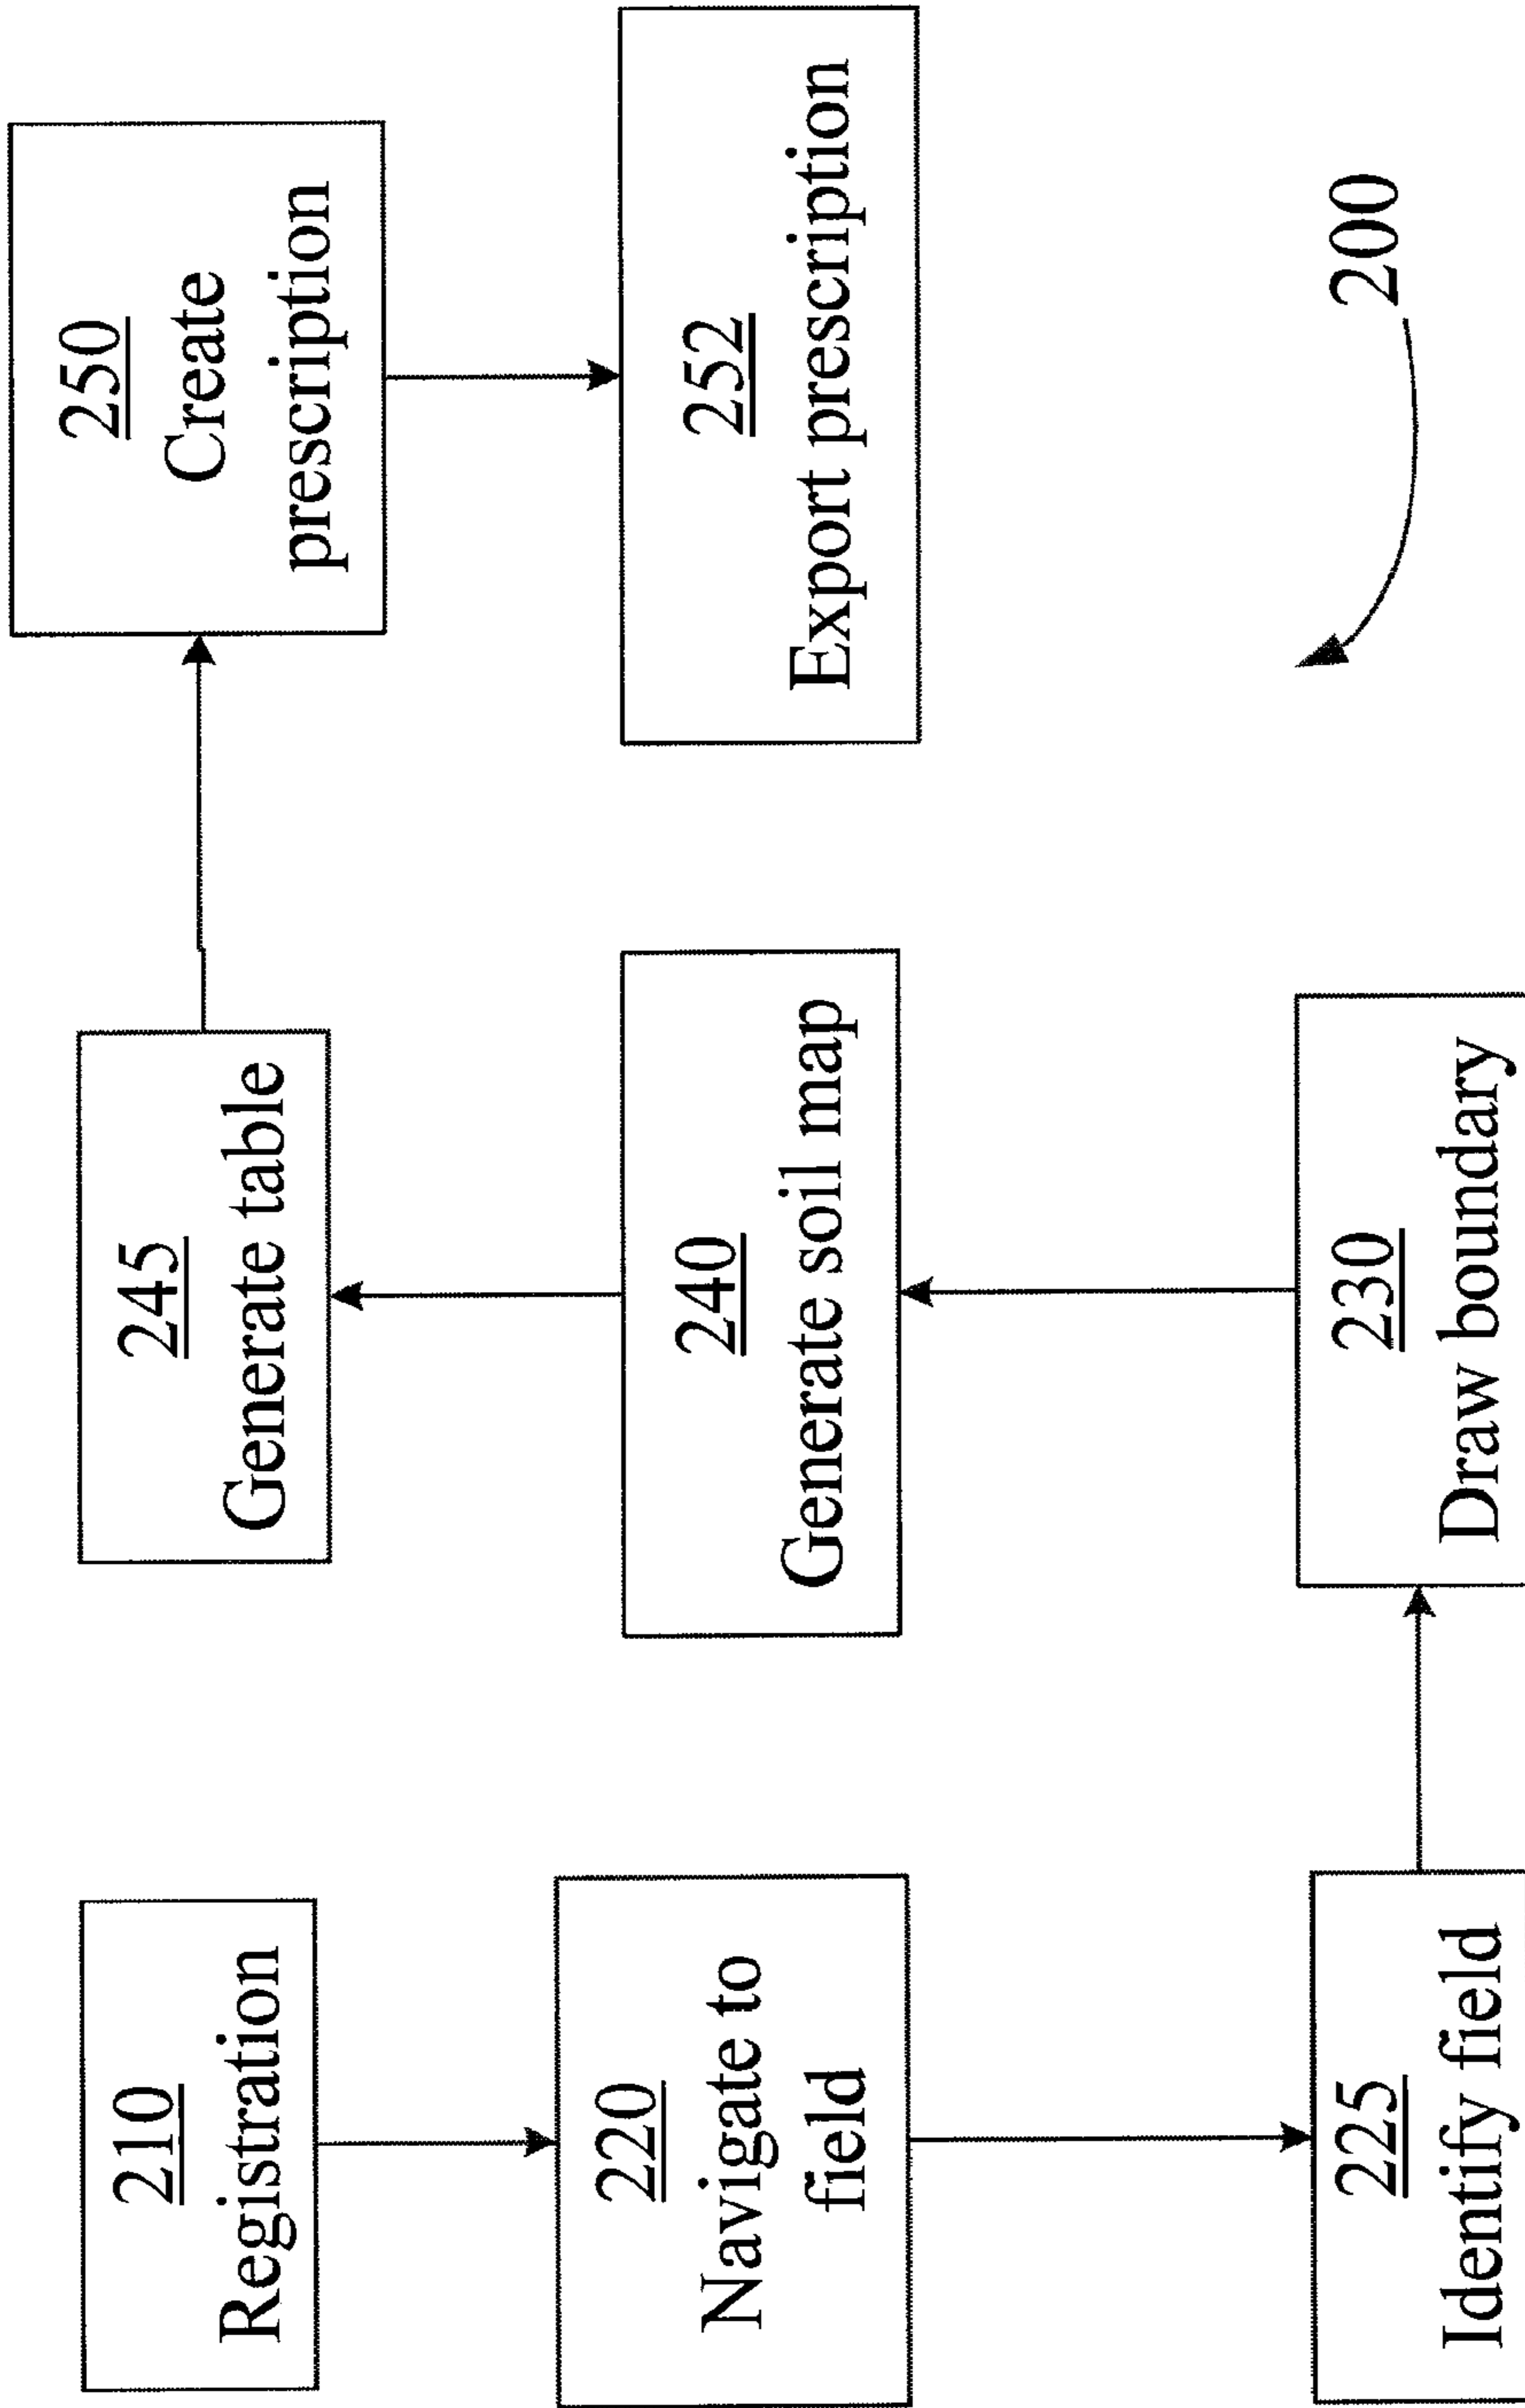 210
Registration
220
Navigate to
field
225
Identify field
230
Draw boundary
240
Generate soil map
245
Generate table
250
Create
prescription
252
Export prescription
200